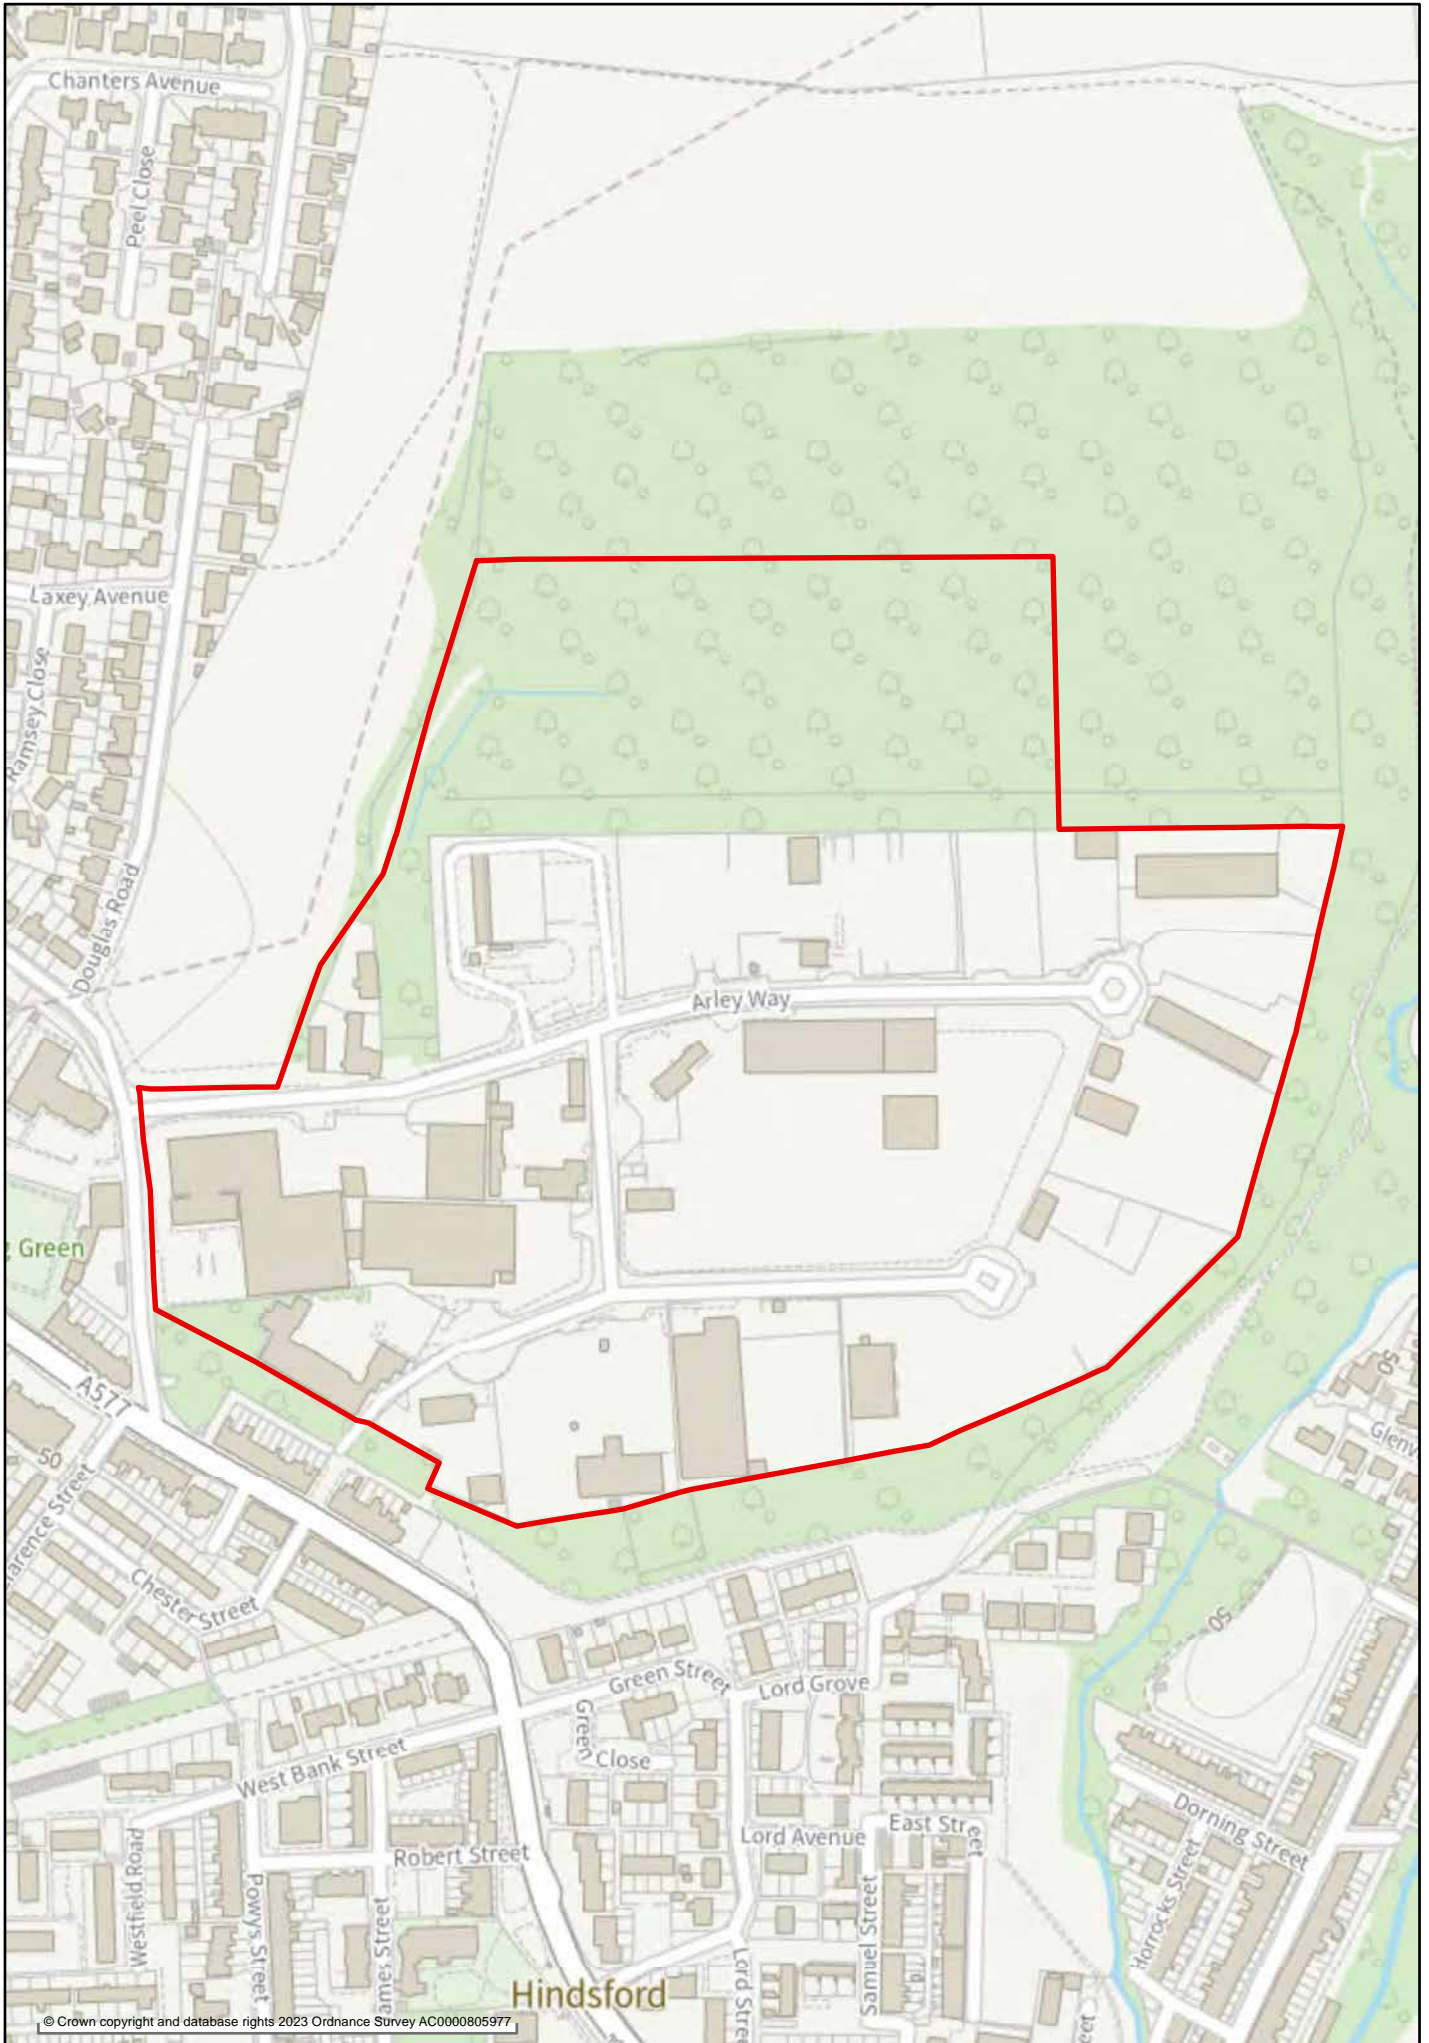 Chanters Avenue
Peel Close
Laxey Avenue
Ramsey Close
Douglas Road
Arley Way
Green
A577
50
50
Glenv
Clarence Street
Chester Street
50
Green Street
Lord Grove
Green
Close
West Bank Street
Dorning Street
Lord Avenue
East Street
Robert Street
Westfield Road
Powys Street
ames Street
Samuel Street
Horrocks Street
Lord Stree
reet
Hindsford
© Crown copyright and database rights 2023 Ordnance Survey AC0000805977